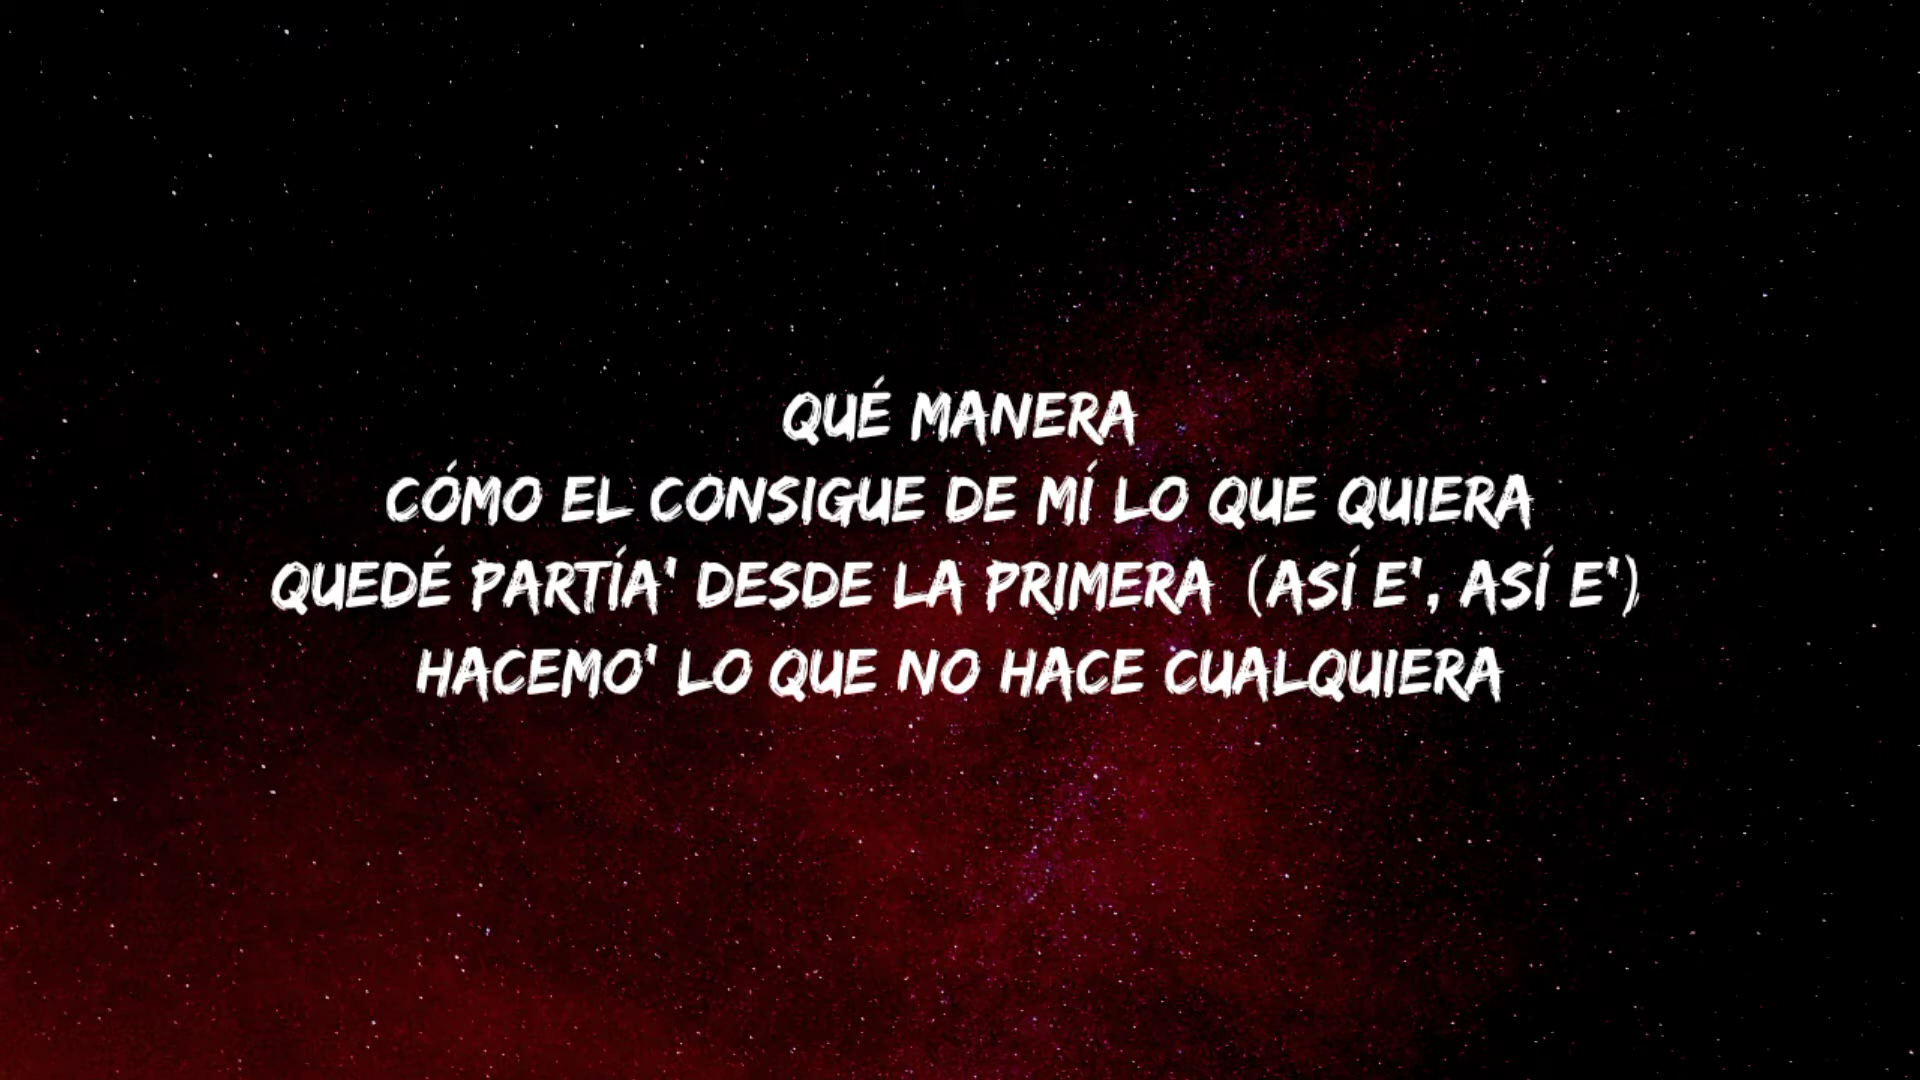 QUÉ MANERA
CÓMO EL CONSIGUE DE MÍ LO QUE QUIERA
QUEDÉ PARTÍA' DESDE LA PRIMERA (ASÍ E', ASÍ E')
HACEMO' LO QUE NO HACE CUALQUIERA